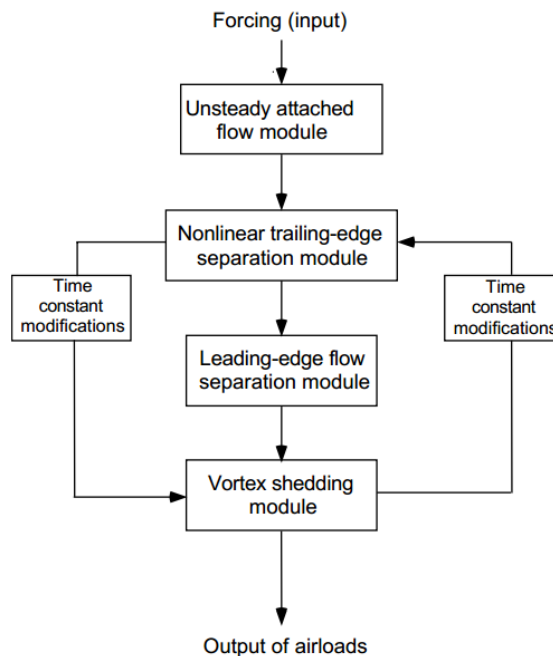 Forcing (input)
Unsteady attached
flow module
Nonlinear trailing-edge
separation module
Time
constant
modifications
Time
constant
modifications
Leading-edge flow
separation module
Vortex shedding
module
Output of airloads